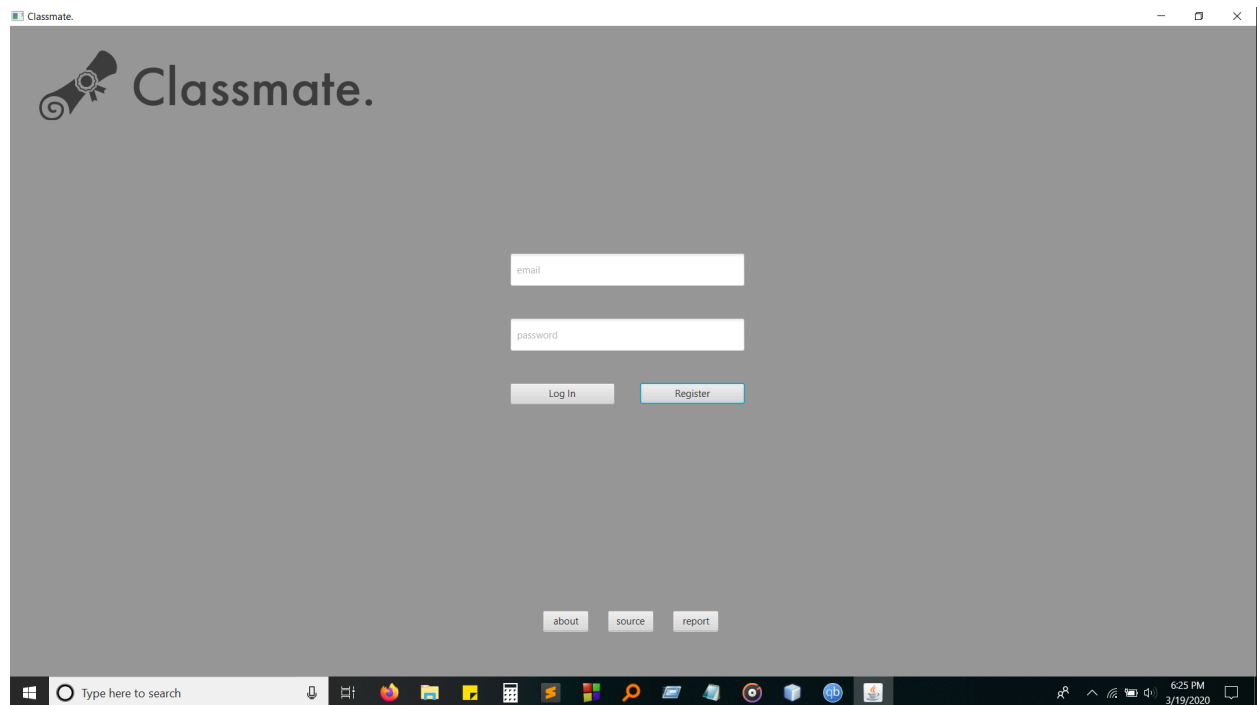 Classmate.
Classmate.
email
password
Log In Register
about source report
Type here to search
qb
6:25 PM
3/19/2020